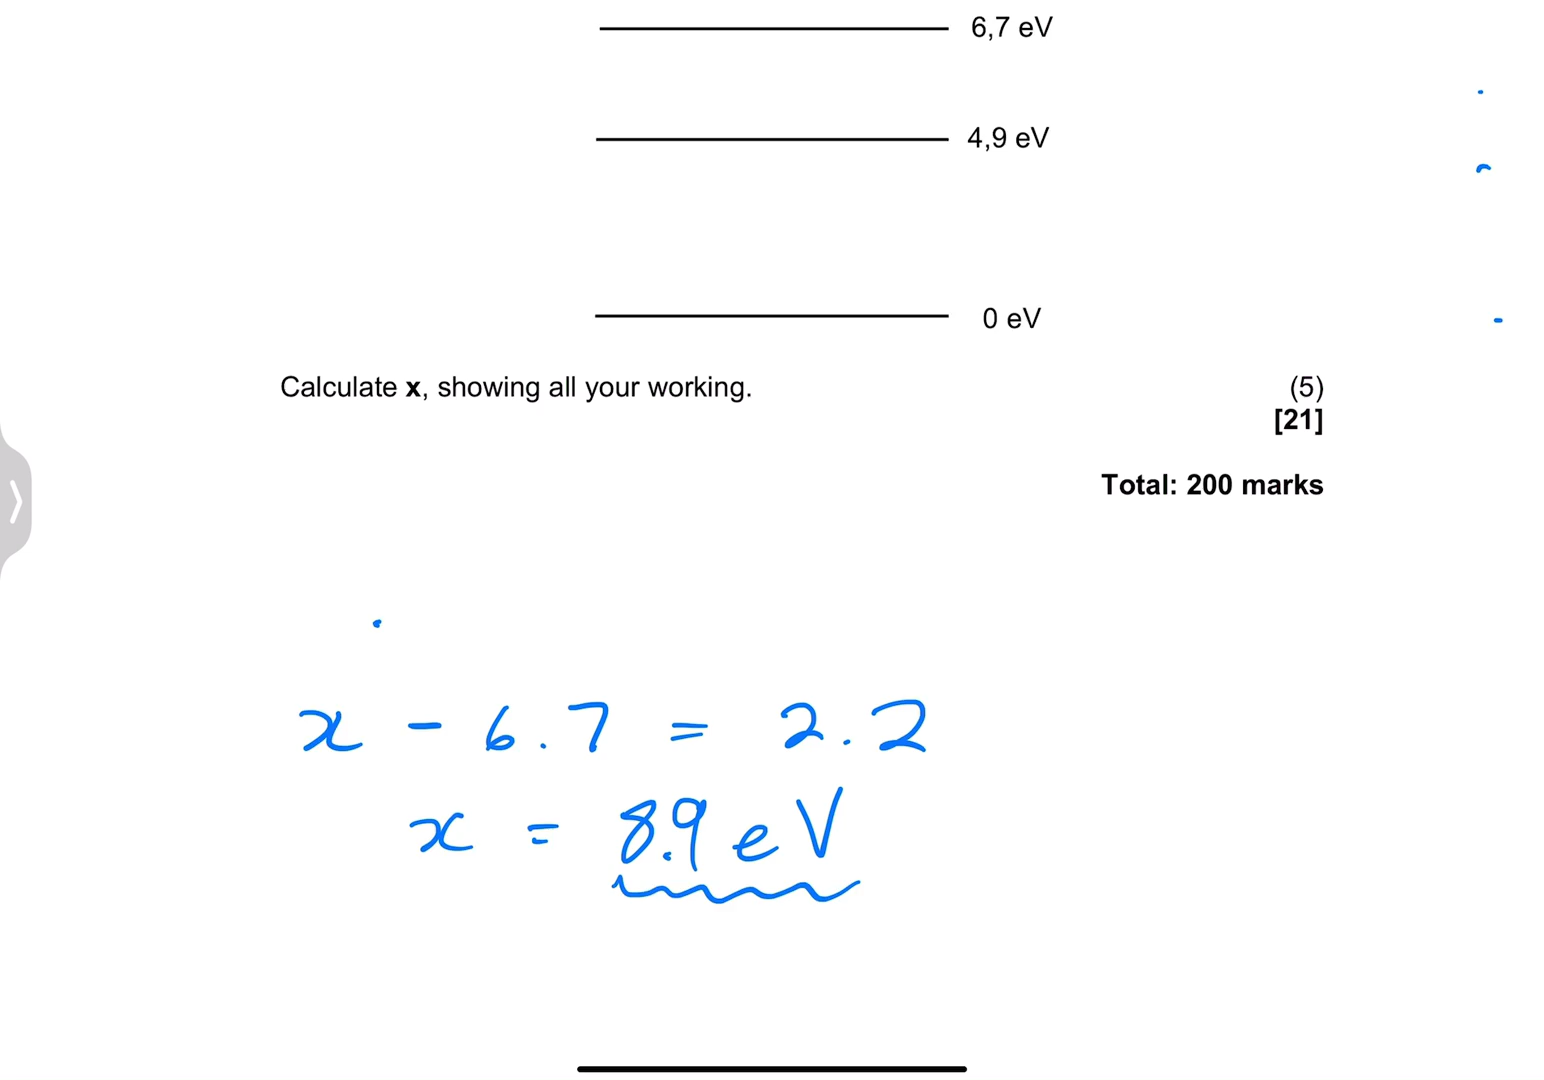 6,7 eV
4,9 eV
0 eV
Calculate x, showing all your working. (5)
[21]
Total: 200 marks
x - 6.7 = 2.2
x = 8.9 eV